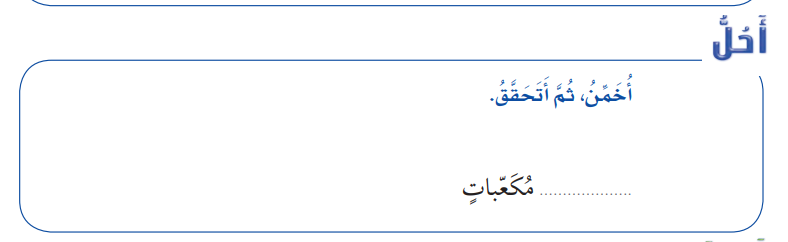 أَحُلُّ
أُخَمِّنُ، ثُمَّ أَتَحَقَّقُ.
.................... مُكَعّباتٍ